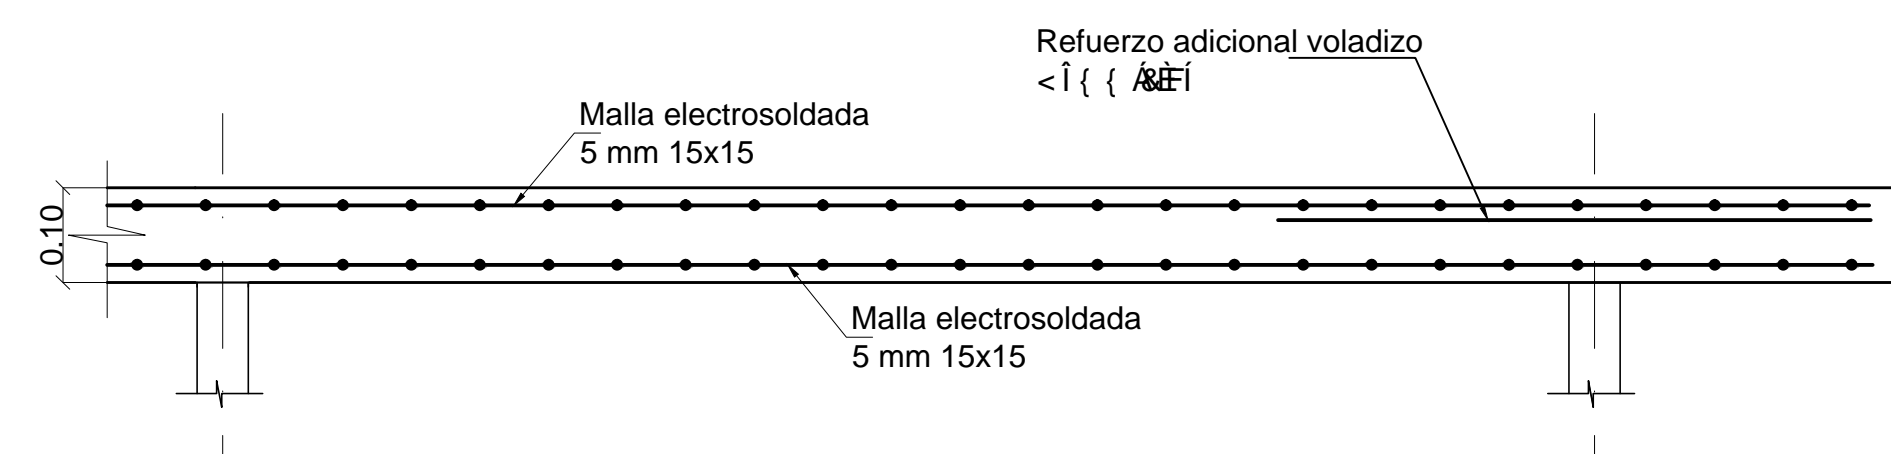 Refuerzo adicional voladizo
Malla electrosoldada
5 mm 15x15
0.10
Malla electrosoldada
5 mm 15x15